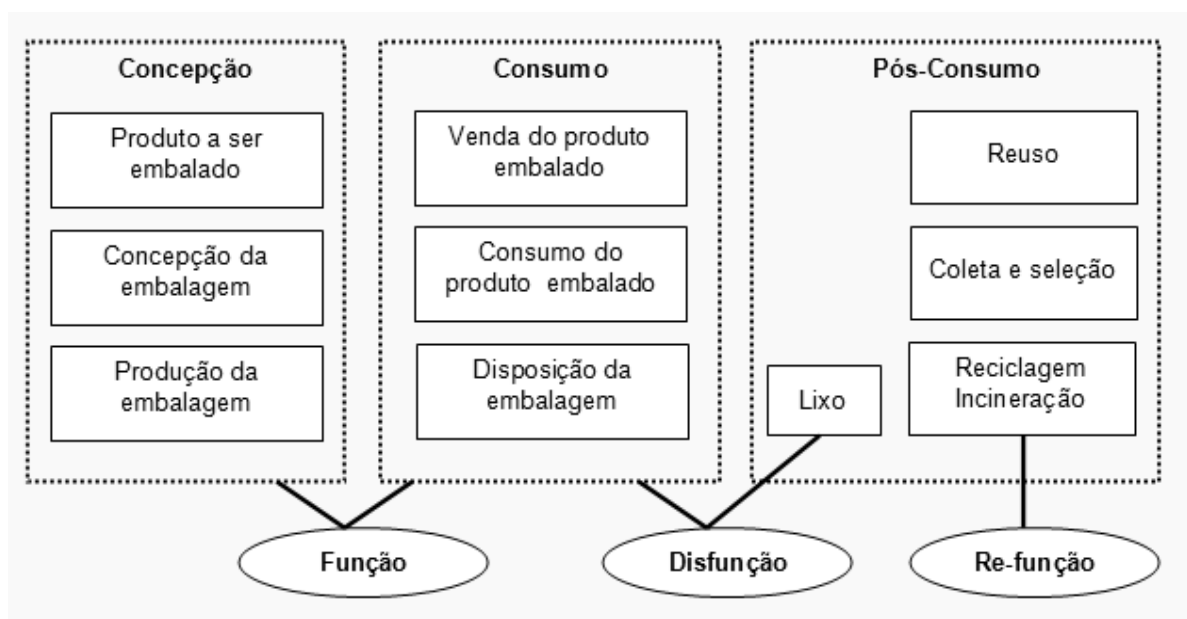 Concepção
Produto a ser
embalado
Concepção da
embalagem
Produção da
embalagem
Consumo
Venda do produto
embalado
Consumo do
produto embalado
Disposição da
embalagem
Pós-Consumo
Reuso
Coleta e seleção
Lixo
Reciclagem
Incineração
Função
Disfunção
Re-função